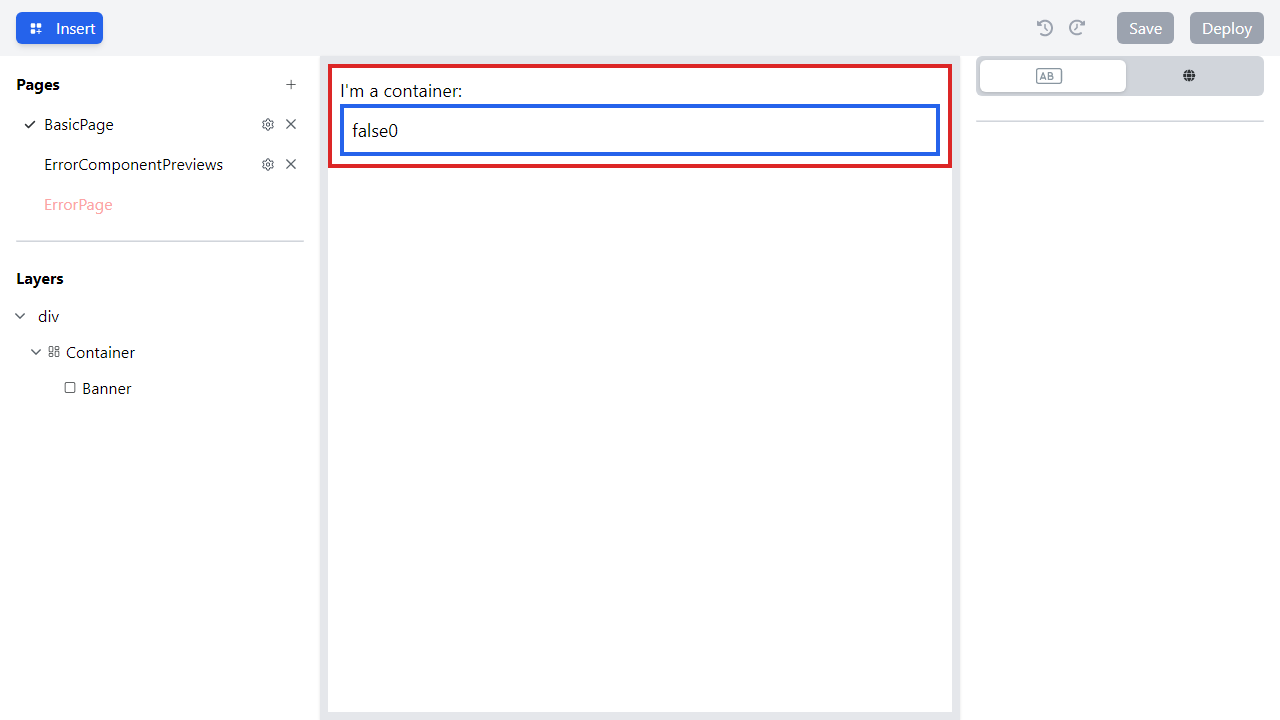 Insert
Save
Deploy
Pages
BasicPage
ErrorComponentPreviews
ErrorPage
Layers
div
Container
Banner
I'm a container:
false0
AB